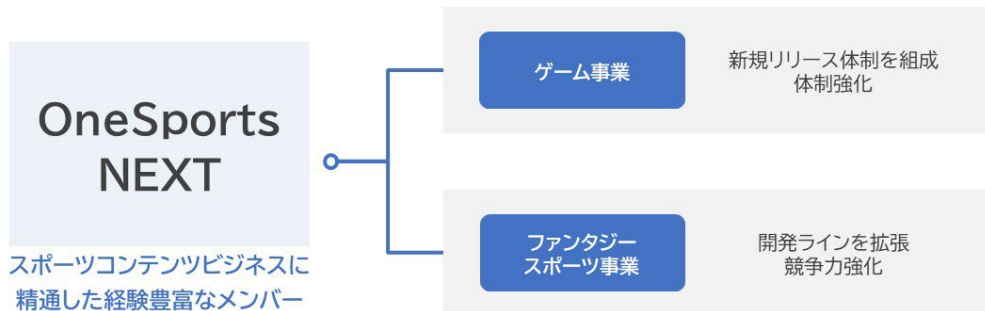 OneSports
NEXT
スポーツコンテンツビジネスに
精通した経験豊富なメンバー
ゲーム事業
新規リリース体制を組成
体制強化
ファンタジー
スポーツ事業
開発ラインを拡張
競争力強化